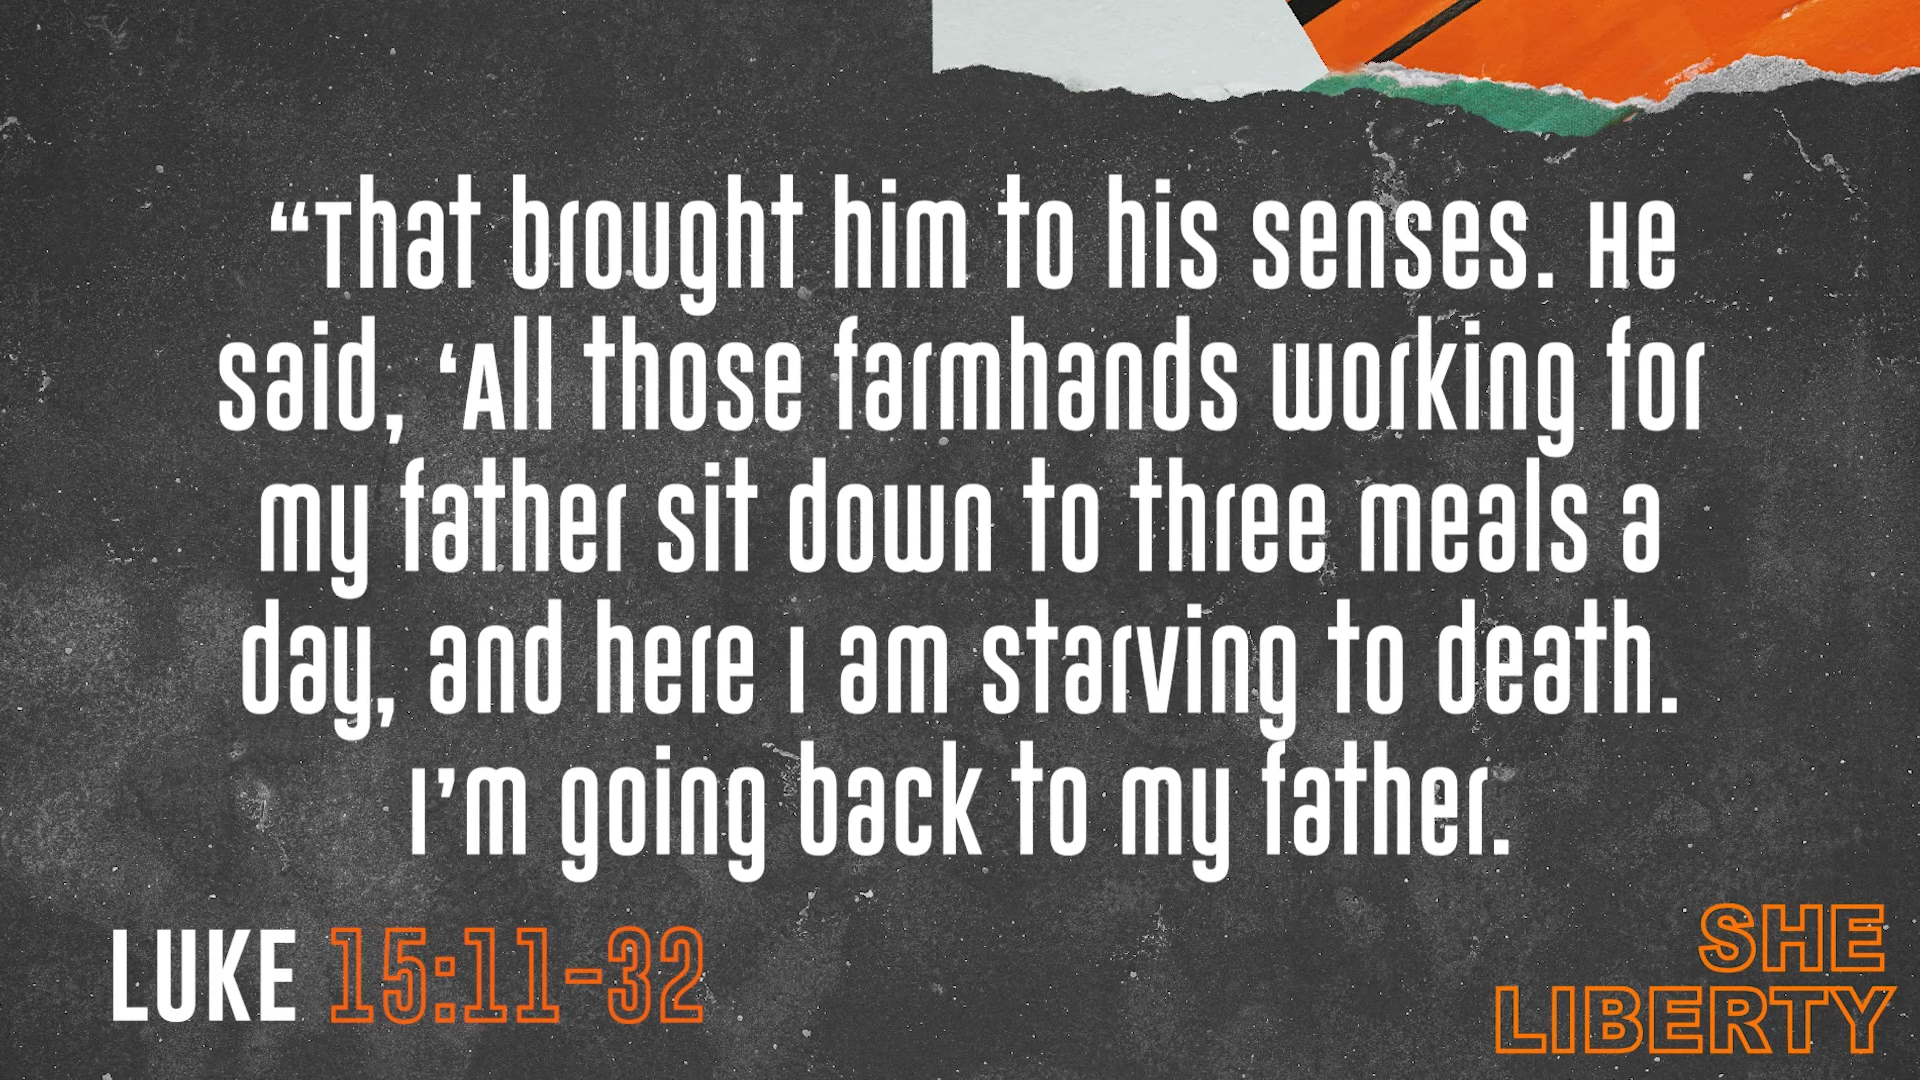 “That brought him to his senses. He
said, ‘All those farmhands working for
my father sit down to three meals a
day, and here I am starving to death.
I’m going back to my father.
LUKE 15:11-32
SHE
LIBERTY